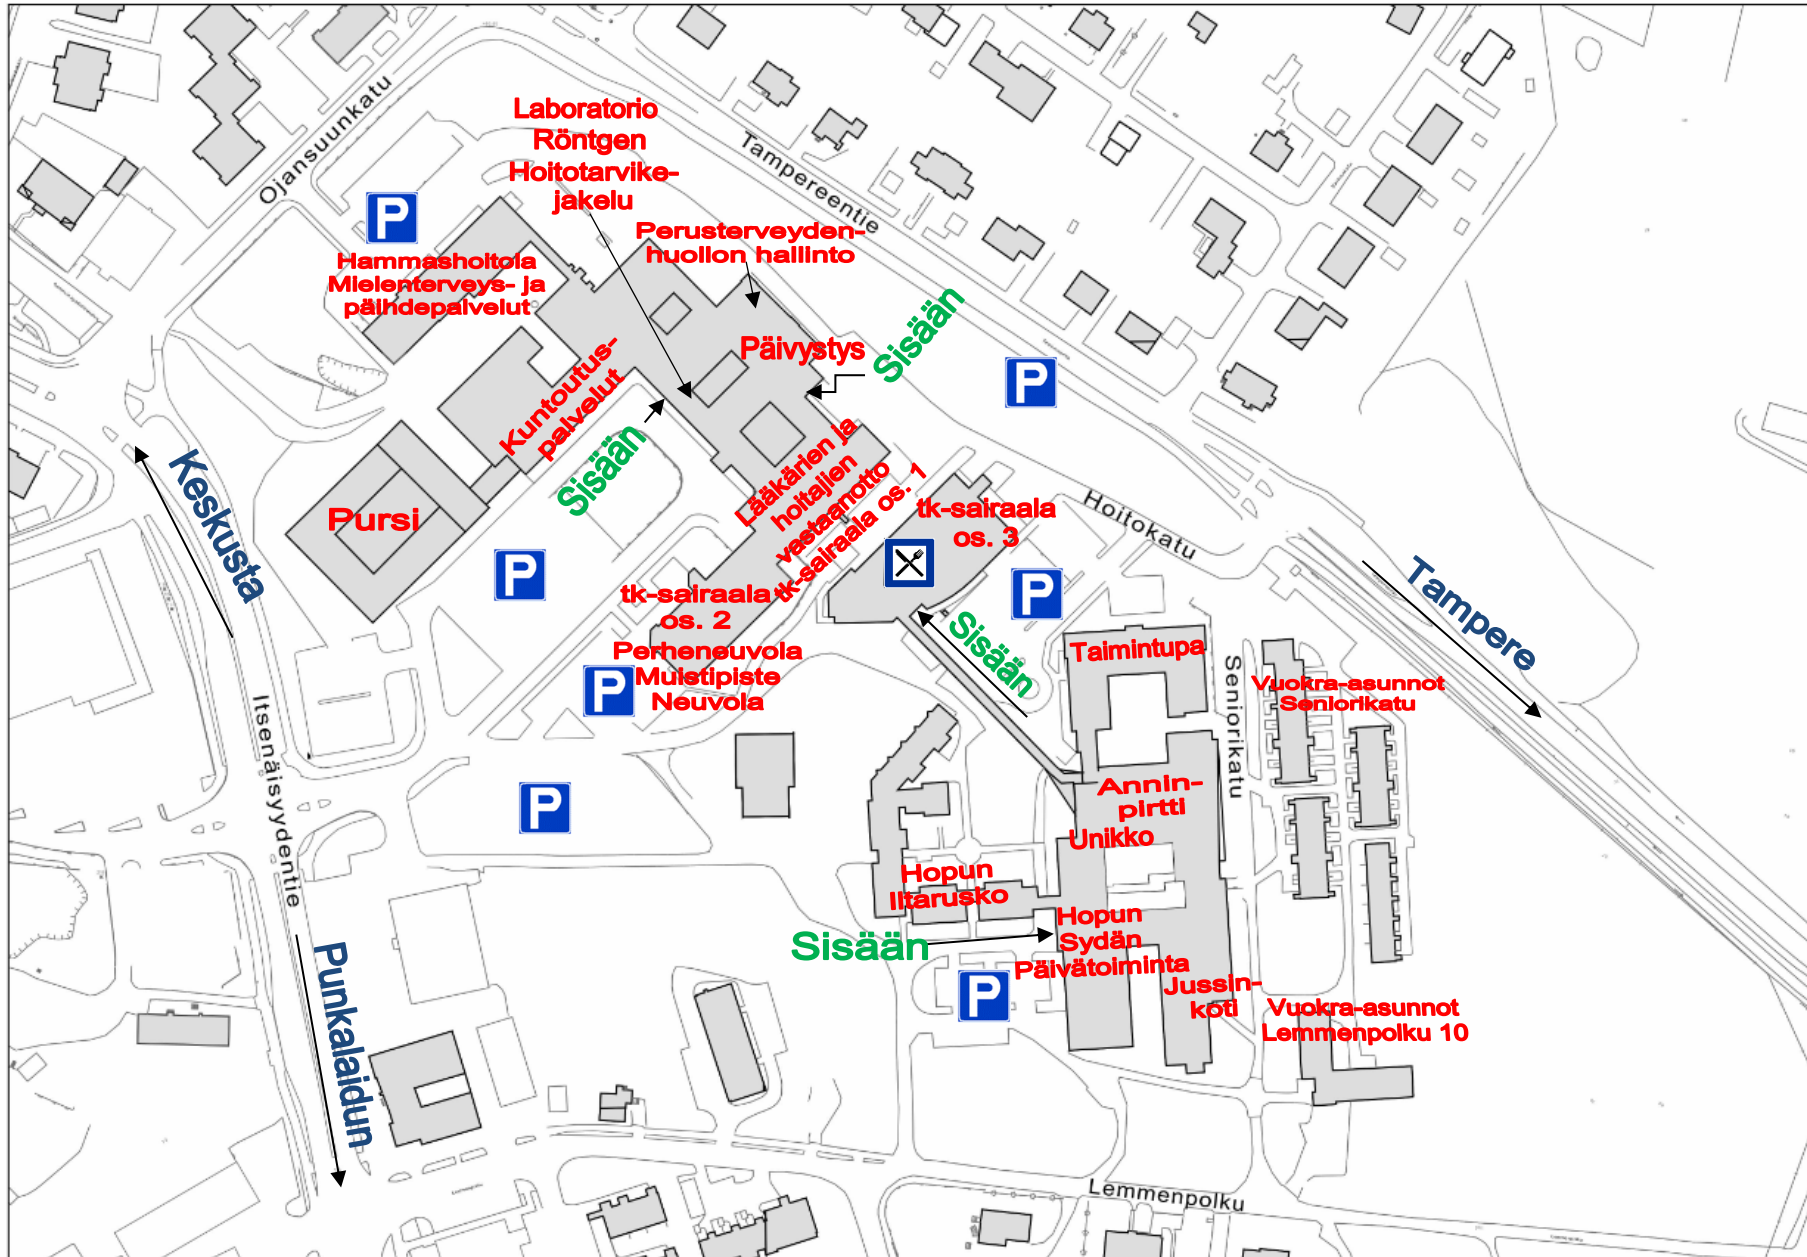 Ojansuunkatu
Laboratorio
Röntgen
Hoitotarvike-
jakelu
Tampereentie
P
Hammashoitola
Mielenterveys- ja
päihdepalvelut
Perusterveyden-
huollon hallinto
Päivystys
Sisään
P
Kuntoutus-
palvelut
Sisään
Lääkärien ja
hoitajien
vastaanotto
tk-sairaala os. 1
Keskusta
Pursi
P
tk-sairaala
os. 3
Hoitokatu
P
Tampere
tk-sairaala
os. 2
Perheneuvola
Muistipiste
Neuvola
P
Sisään
Taimintupa
Seniorikatu
Vuokra-asunnot
Seniorikatu
Itsenäisyydentie
P
Annin-
pirtti
Unikko
Hopun
Iltarusko
Hopun
Sydän
Päivätoiminta
Sisään
P
Jussin-
koti
Vuokra-asunnot
Lemmenpolku 10
Punkalaidun
Lemmenpolku